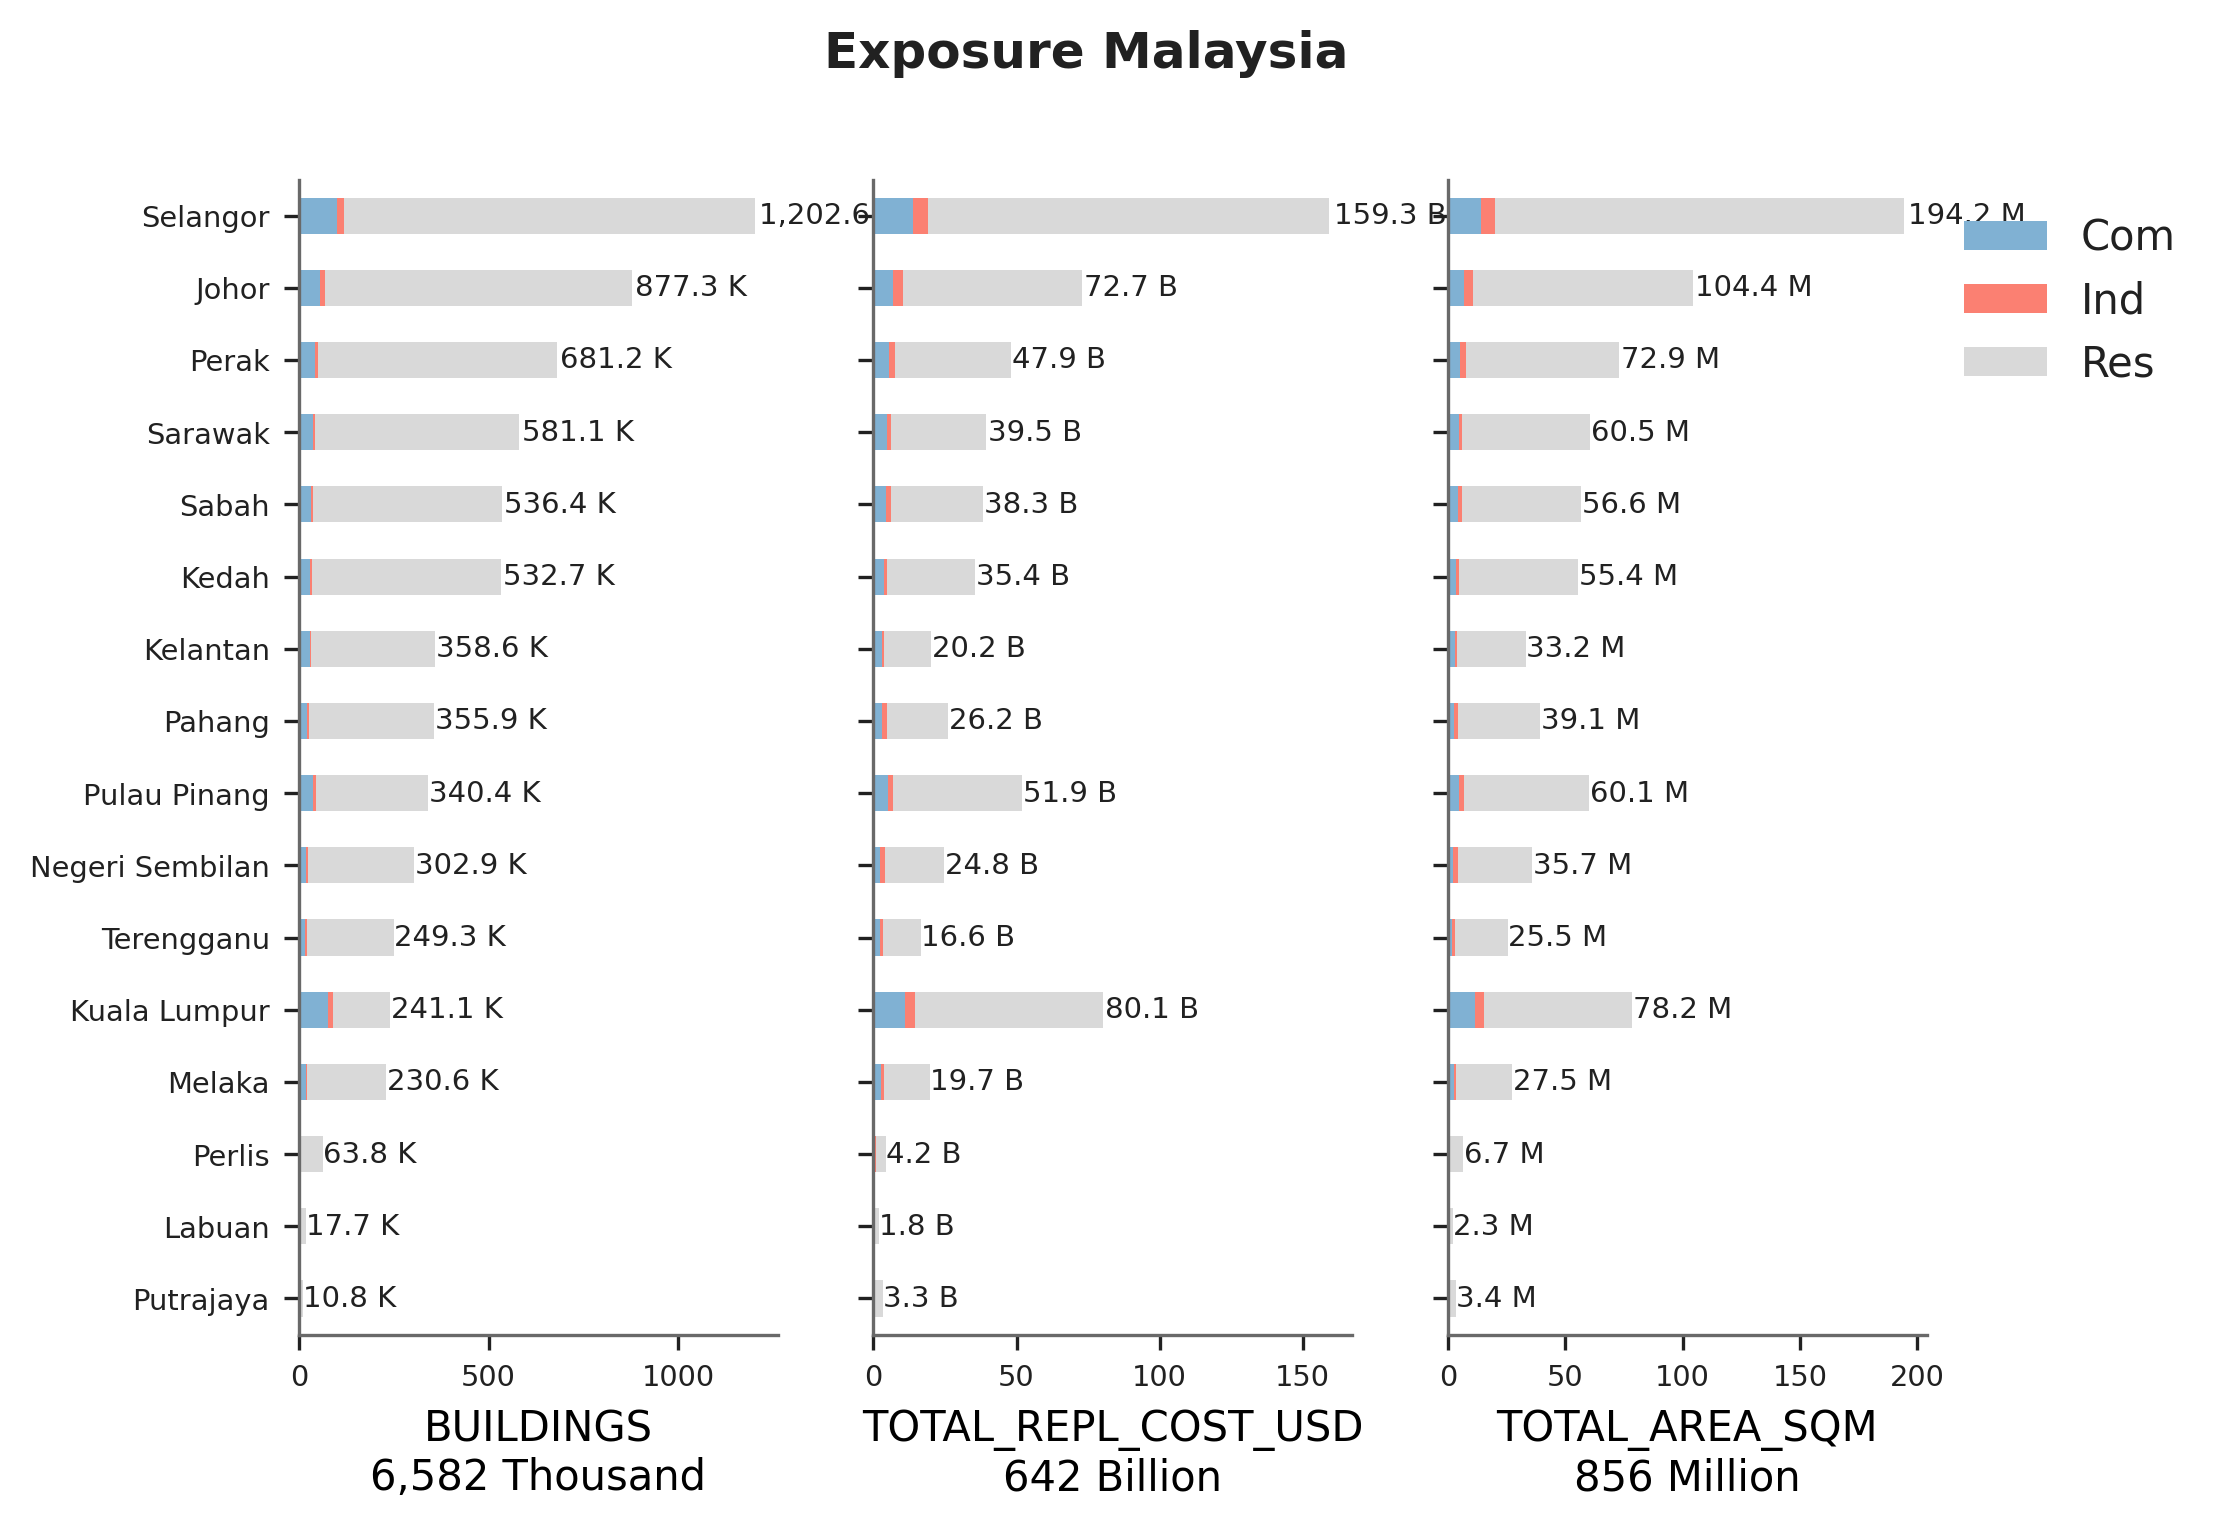 Exposure Malaysia
Selangor 1,202.6 159.3 B 194.2 M
Johor 877.3 K 72.7 B 104.4 M
Perak 681.2 K 47.9 B 72.9 M
Sarawak 581.1 K 39.5 B 60.5 M
Sabah 536.4 K 38.3 B 56.6 M
Kedah 532.7 K 35.4 B 55.4 M
Kelantan 358.6 K 20.2 B 33.2 M
Pahang 355.9 K 26.2 B 39.1 M
Pulau Pinang 340.4 K 51.9 B 60.1 M
Negeri Sembilan 302.9 K 24.8 B 35.7 M
Terengganu 249.3 K 16.6 B 25.5 M
Kuala Lumpur 241.1 K 80.1 B 78.2 M
Melaka 230.6 K 19.7 B 27.5 M
Perlis 63.8 K 4.2 B 6.7 M
Labuan 17.7 K 1.8 B 2.3 M
Putrajaya 10.8 K 3.3 B 3.4 M
0 500 1000 0 50 100 150 0 50 100 150 200
BUILDINGS
6,582 Thousand
TOTAL_REPL_COST_USD
642 Billion
TOTAL_AREA_SQM
856 Million
Com
Ind
Res